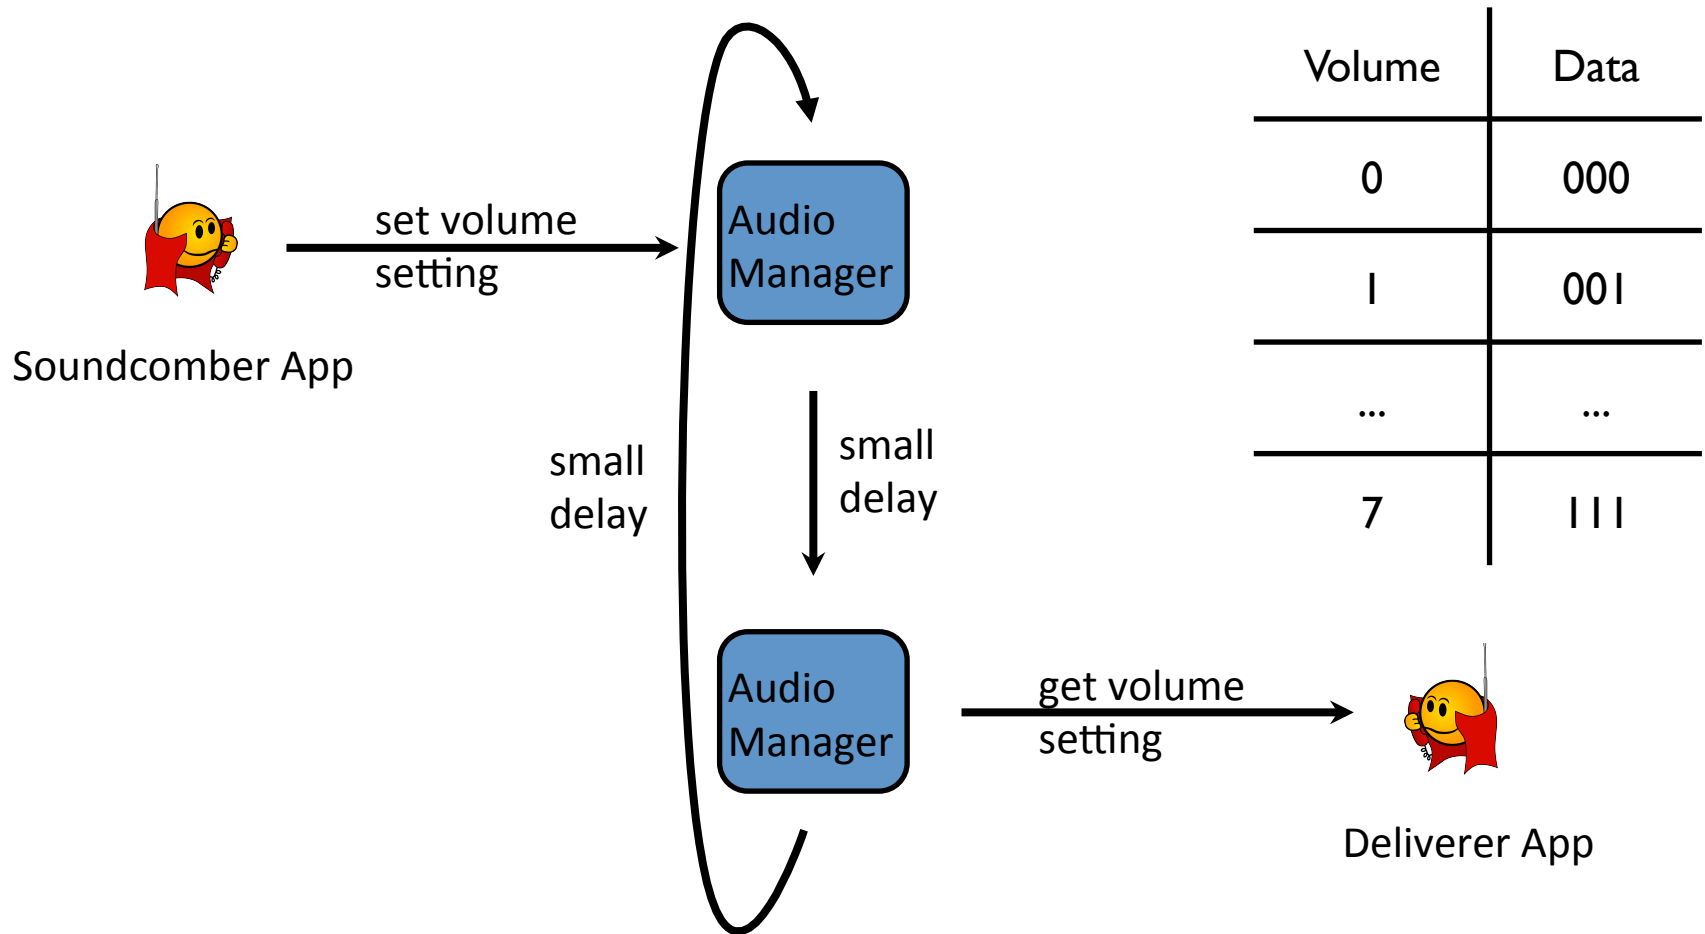 set volume
setting
Soundcomber App
Audio
Manager
small
delay
small
delay
Audio
Manager
get volume
setting
Deliverer App
Volume Data
0 000
1 001
... ...
7 111